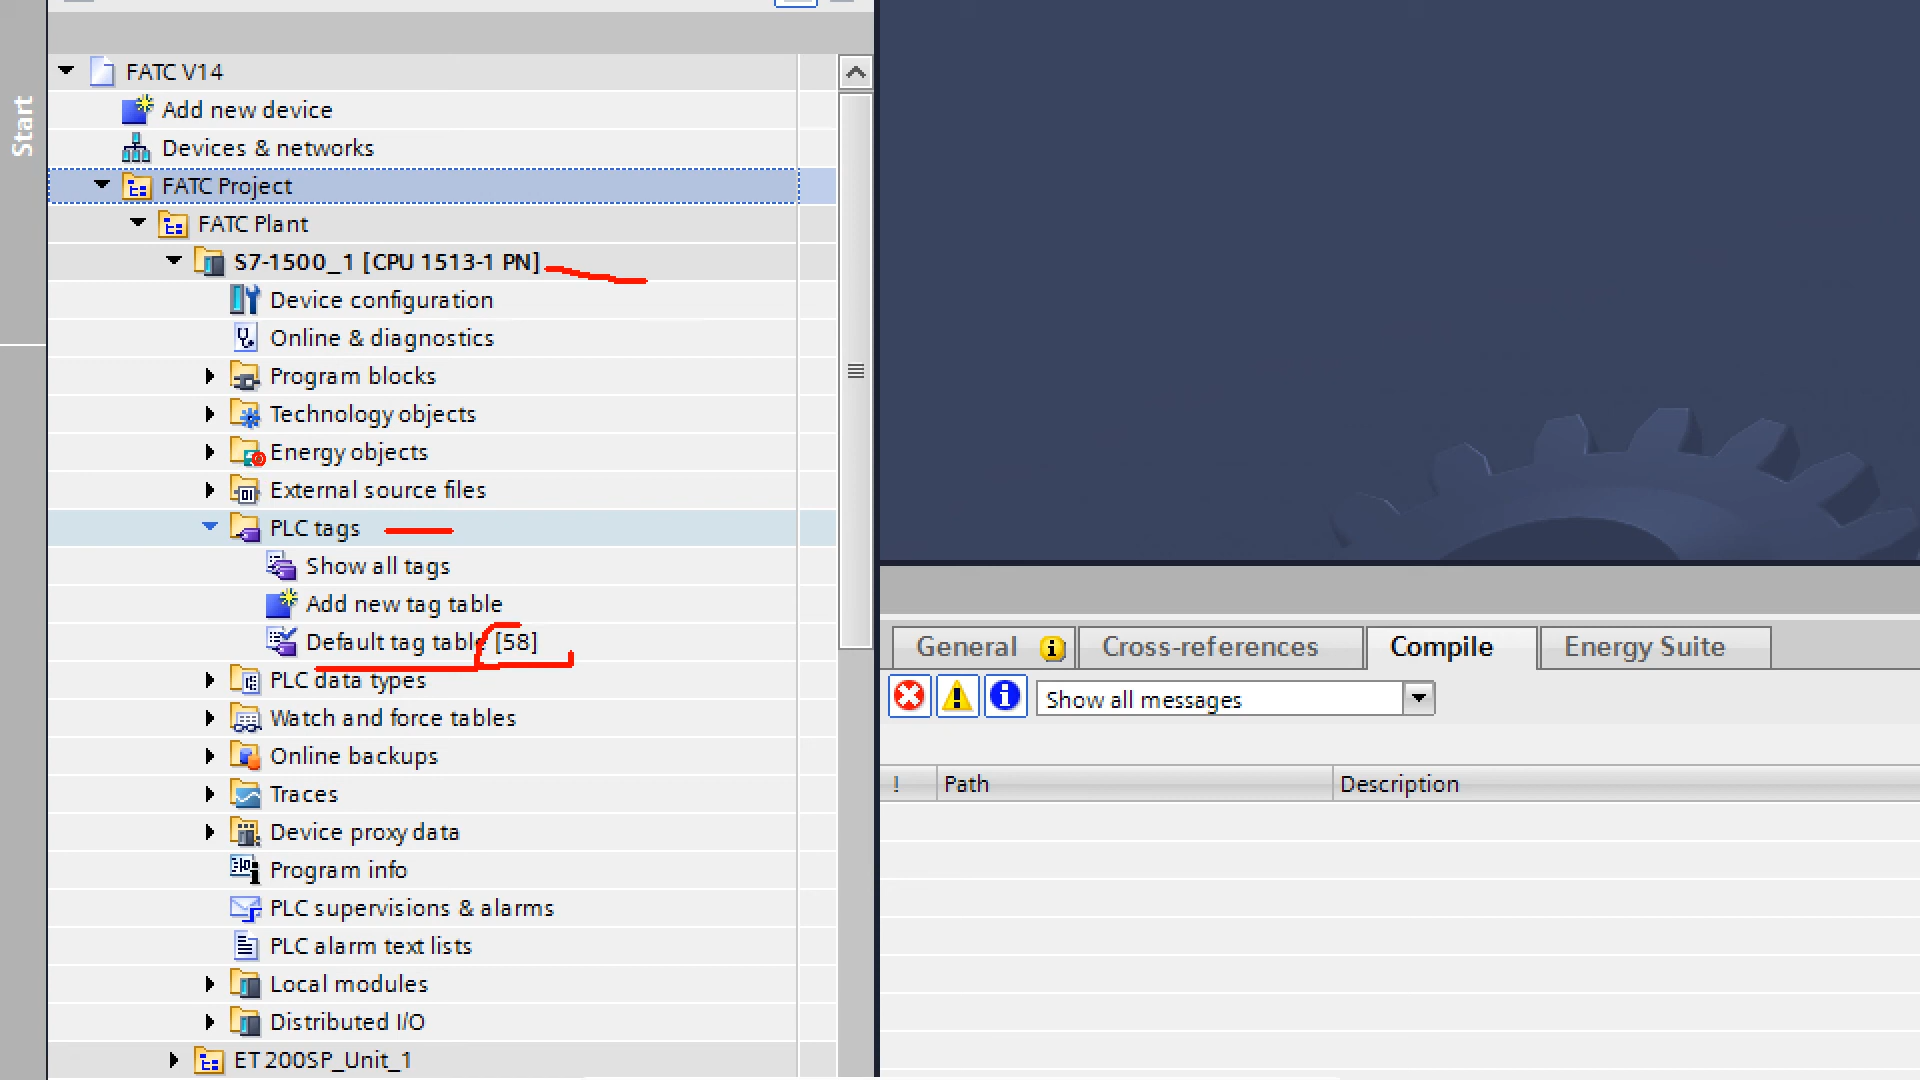 Start
FATC V14
Add new device
Devices & networks
FATC Project
FATC Plant
S7-1500_1 [CPU 1513-1 PN]
Device configuration
Online & diagnostics
Program blocks
Technology objects
Energy objects
External source files
PLC tags
Show all tags
Add new tag table
Default tag table [58]
PLC data types
Watch and force tables
Online backups
Traces
Device proxy data
Program info
PLC supervisions & alarms
PLC alarm text lists
Local modules
Distributed I/O
ET 200SP_Unit_1
General Cross-references Compile Energy Suite
Show all messages
! Path Description